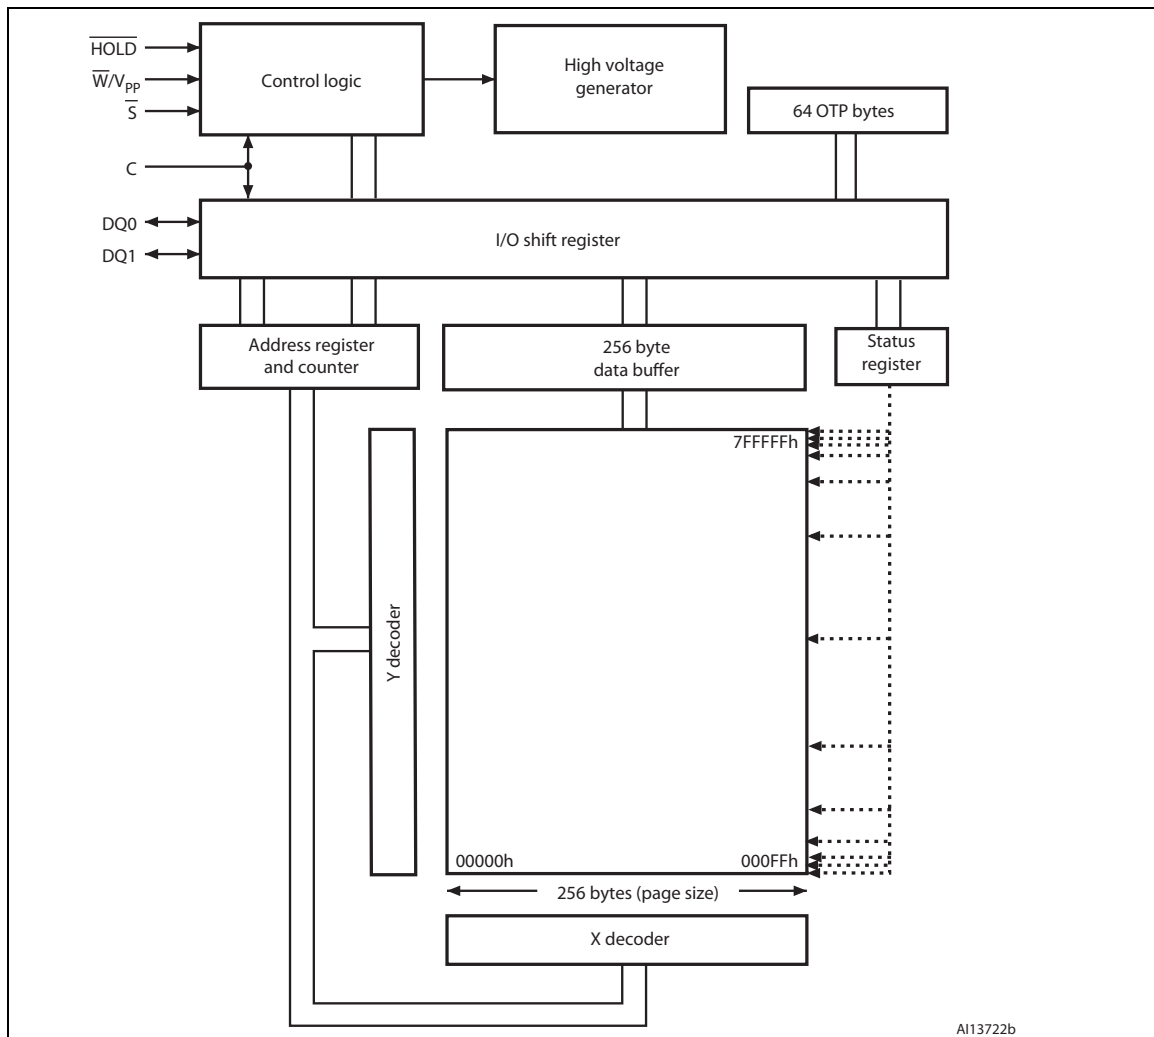 HOLD
W/VPP
S
C
DQ0
DQ1
Control logic
High voltage
generator
64 OTP bytes
I/O shift register
Address register
and counter
256 byte
data buffer
Status
register
7FFFFFh
Y decoder
00000h
000FFh
256 bytes (page size)
X decoder
AI13722b